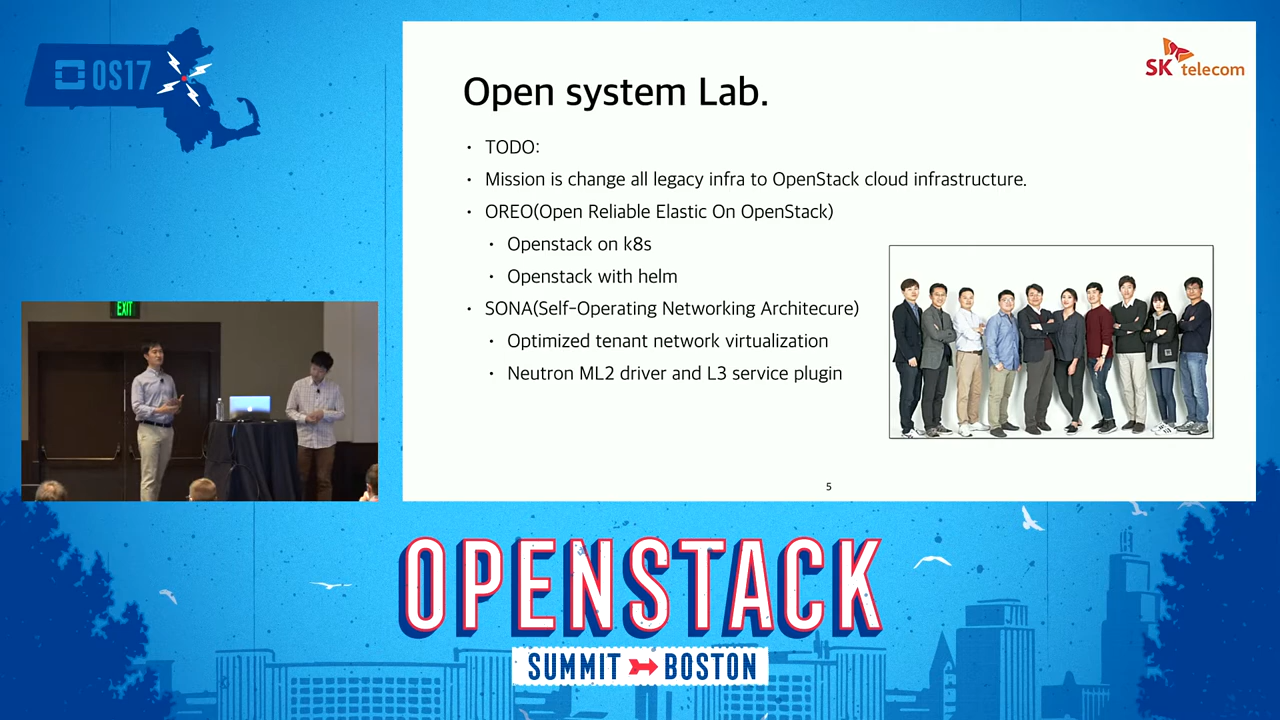 OS17
SK telecom
Open system Lab.
• TODO:
• Mission is change all legacy infra to OpenStack cloud infrastructure.
• OREO(Open Reliable Elastic On OpenStack)
• Openstack on k8s
• Openstack with helm
• SONA(Self-Operating Networking Architecure)
• Optimized tenant network virtualization
• Neutron ML2 driver and L3 service plugin
5
EXIT
OPENSTACK
SUMMIT BOSTON